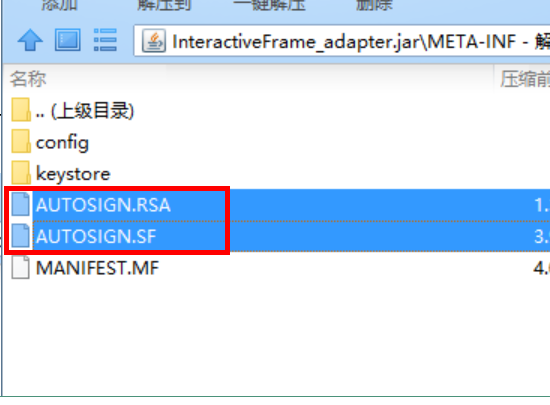 添加 解压到 一键解压 删除
InteractiveFrame_adapter.jar\META-INF - 解
名称 压缩前
.. (上级目录)
config
keystore
AUTOSIGN.RSA 1.
AUTOSIGN.SF 3.
MANIFEST.MF 4.